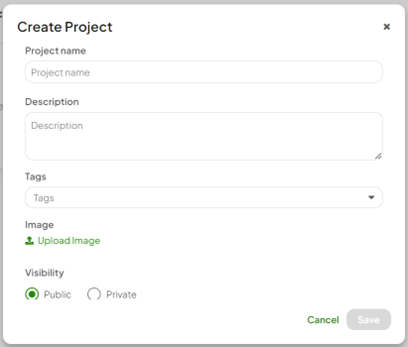 Create Project
Project name
Project name
Description
Description
Tags
Tags
Image
Upload Image
Visibility
Public Private
Cancel Save